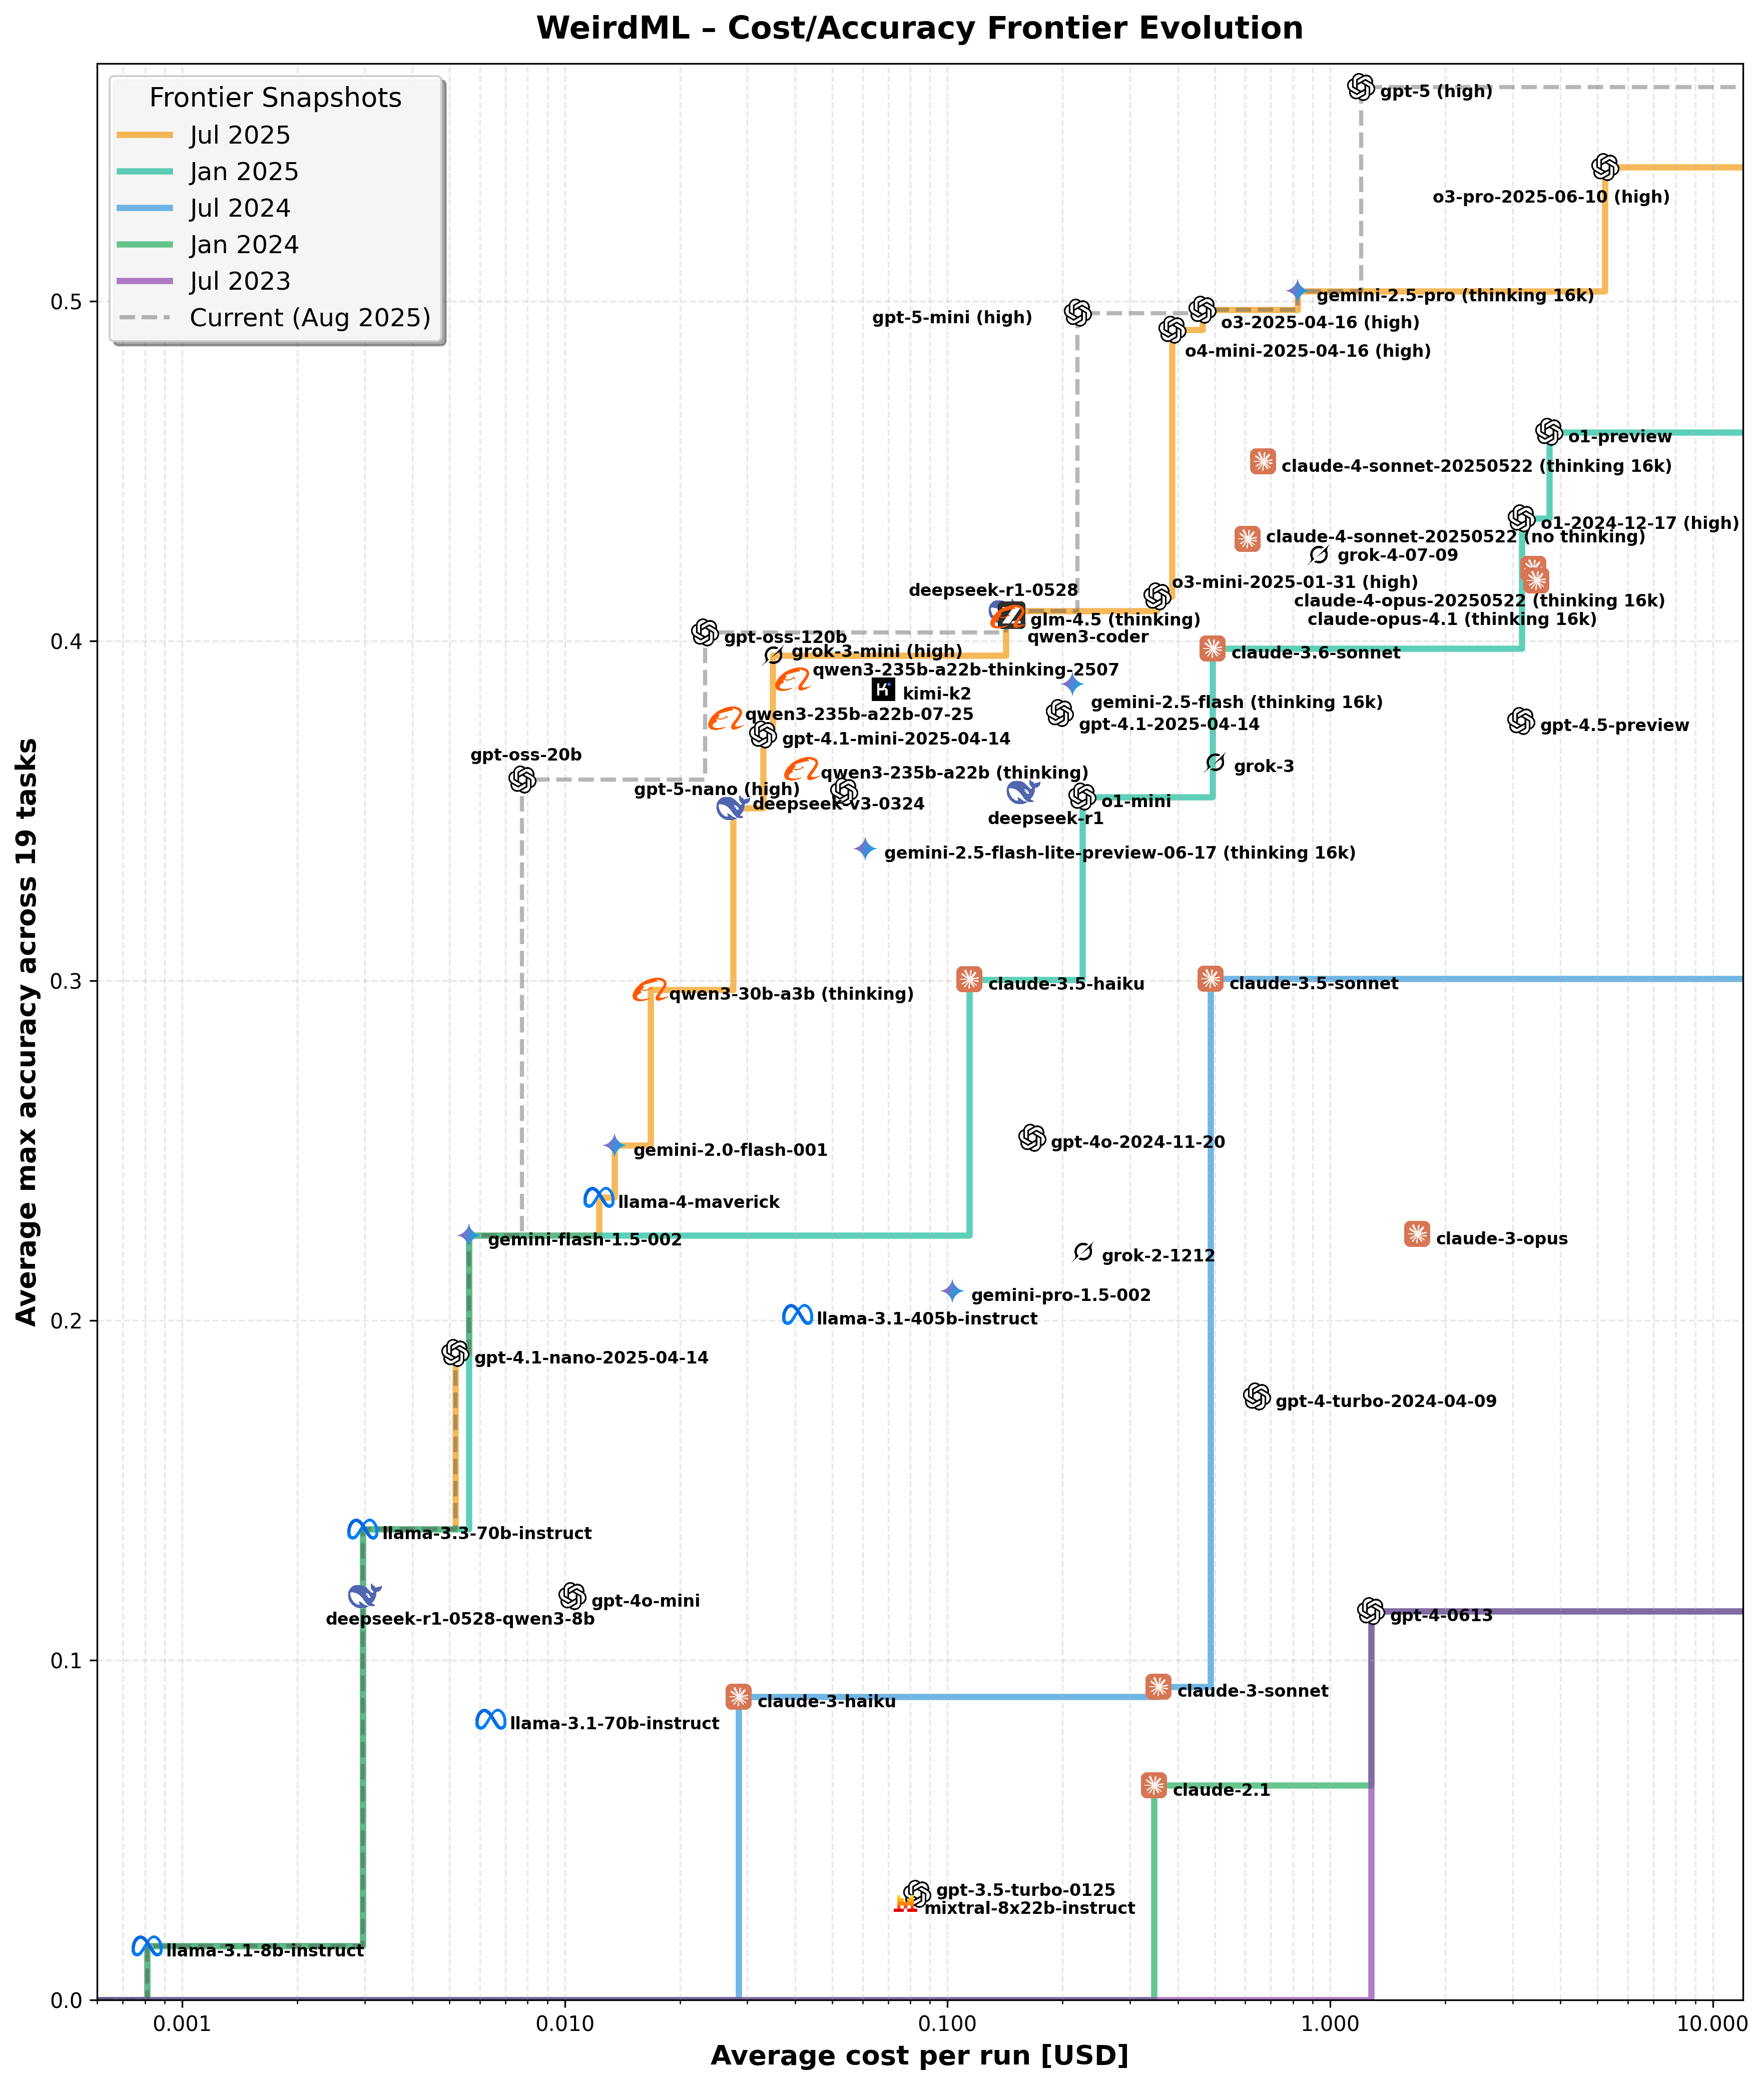 WeirdML – Cost/Accuracy Frontier Evolution
Frontier Snapshots
Jul 2025
Jan 2025
Jul 2024
Jan 2024
Jul 2023
Current (Aug 2025)
gpt-5 (high)
o3-pro-2025-06-10 (high)
0.5
gemini-2.5-pro (thinking 16k)
gpt-5-mini (high)
o3-2025-04-16 (high)
o4-mini-2025-04-16 (high)
o1-preview
claude-4-sonnet-20250522 (thinking 16k)
o1-2024-12-17 (high)
claude-4-sonnet-20250522 (no thinking)
grok-4-07-09
o3-mini-2025-01-31 (high)
deepseek-r1-0528
claude-4-opus-20250522 (thinking 16k)
glm-4.5 (thinking)
claude-opus-4.1 (thinking 16k)
0.4
gpt-oss-120b
qwen3-coder
grok-3-mini (high)
claude-3.6-sonnet
qwen3-235b-a22b-thinking-2507
kimi-k2
gemini-2.5-flash (thinking 16k)
qwen3-235b-a22b-07-25
gpt-4.1-2025-04-14
gpt-4.5-preview
gpt-4.1-mini-2025-04-14
gpt-oss-20b
grok-3
qwen3-235b-a22b (thinking)
gpt-5-nano (high)
deepseek-v3-0324
o1-mini
deepseek-r1
gemini-2.5-flash-lite-preview-06-17 (thinking 16k)
0.3
claude-3.5-haiku
claude-3.5-sonnet
qwen3-30b-a3b (thinking)
gemini-2.0-flash-001
gpt-4o-2024-11-20
llama-4-maverick
gemini-flash-1.5-002
claude-3-opus
grok-2-1212
gemini-pro-1.5-002
0.2
llama-3.1-405b-instruct
gpt-4.1-nano-2025-04-14
gpt-4-turbo-2024-04-09
llama-3.3-70b-instruct
gpt-4o-mini
deepseek-r1-0528-qwen3-8b
gpt-4-0613
0.1
claude-3-sonnet
claude-3-haiku
llama-3.1-70b-instruct
claude-2.1
gpt-3.5-turbo-0125
mixtral-8x22b-instruct
llama-3.1-8b-instruct
0.0
Average max accuracy across 19 tasks
0.001 0.010 0.100 1.000 10.000
Average cost per run [USD]